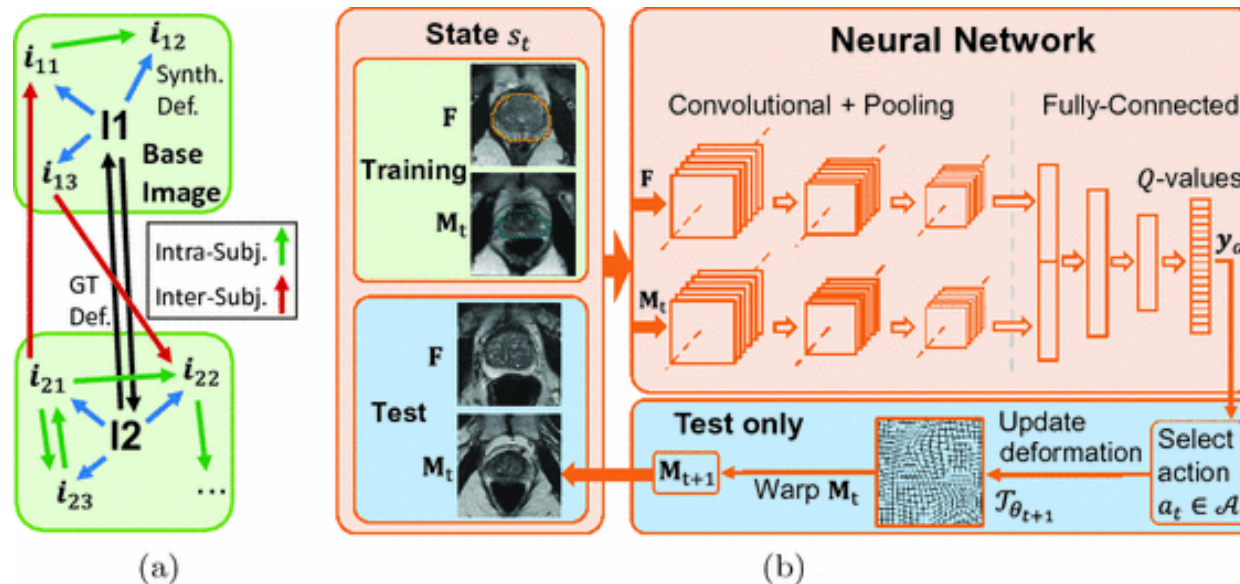 i₁₁
i₁₂
Synth.
Def.
I1
Base
Image
i₁₃
Intra-Subj.
Inter-Subj.
GT
Def.
i₂₁
i₂₂
I2
i₂₃
...
(a)
State sₜ
F
Training
Mₜ
F
Test
Mₜ
Neural Network
Convolutional + Pooling
Fully-Connected
F
Mₜ
Q-values
Test only
Update
deformation
𝒯θₜ₊₁
Select
action
aₜ ∈ 𝒜
Mₜ₊₁
Warp Mₜ
(b)